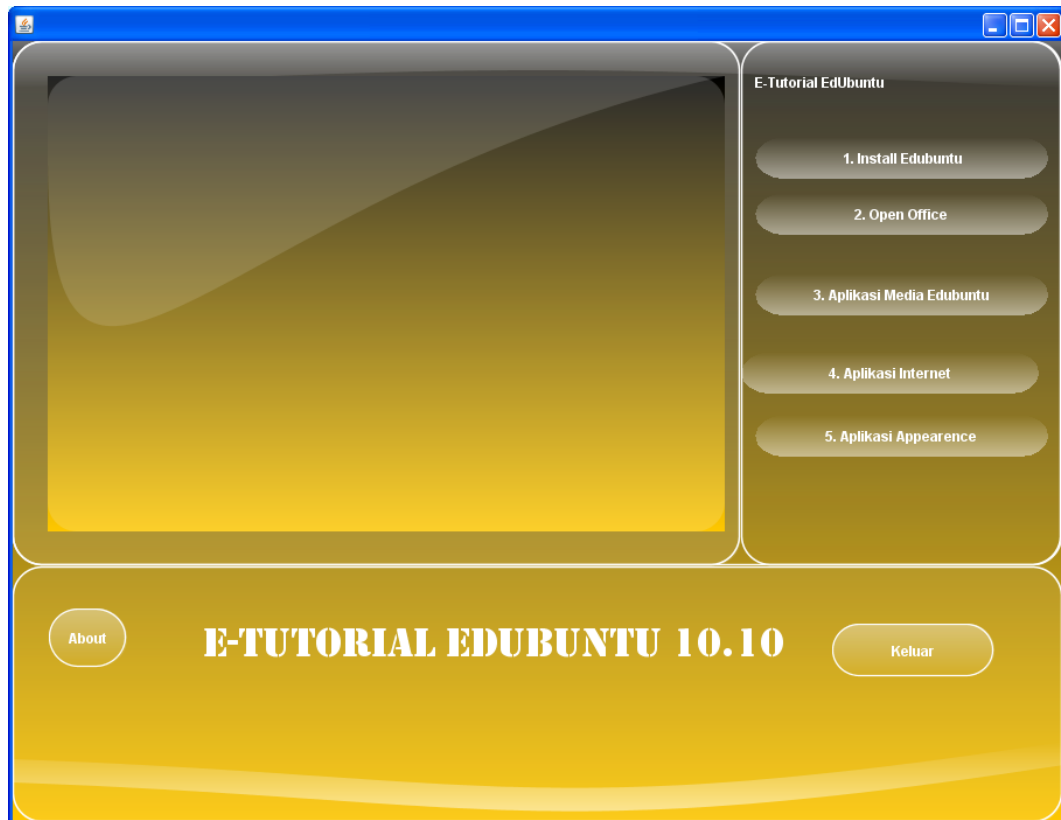 E-Tutorial EdUbuntu
1. Install Edubuntu
2. Open Office
3. Aplikasi Media Edubuntu
4. Aplikasi Internet
5. Aplikasi Appearence
About
E-TUTORIAL EDUBUNTU 10.10
Keluar